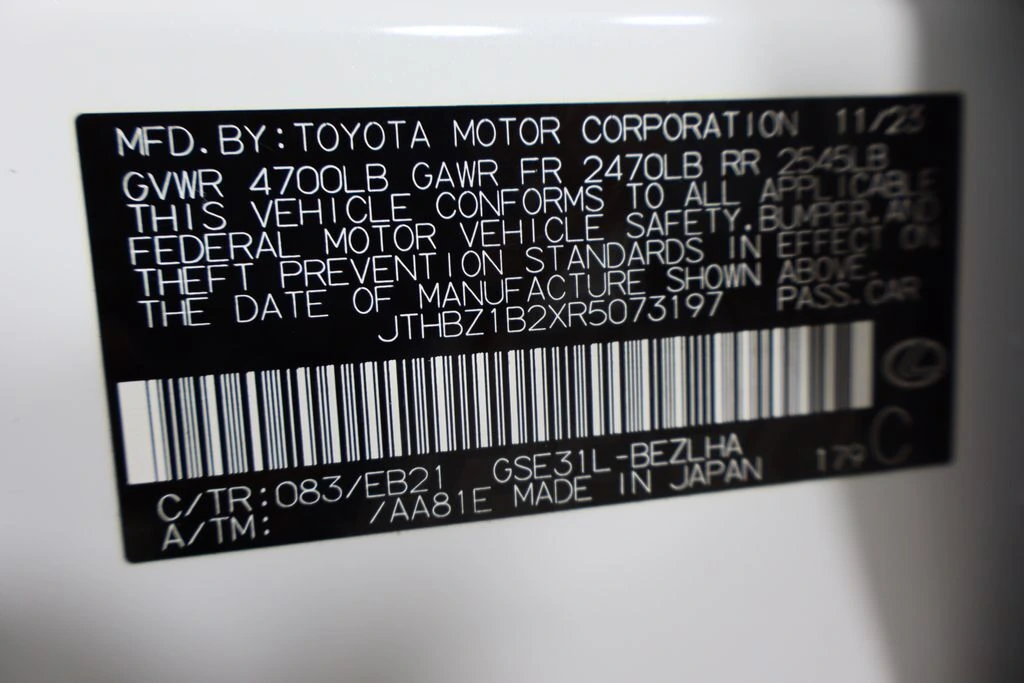 MFD. BY: TOYOTA MOTOR CORPORATION 11/23
GVWR 4700LB GAWR FR 2470LB RR 2545LB
THIS VEHICLE CONFORMS TO ALL APPLICABLE
FEDERAL MOTOR VEHICLE SAFETY, BUMPER, AND
THEFT PREVENTION STANDARDS IN EFFECT ON
THE DATE OF MANUFACTURE SHOWN ABOVE.
JTHBZ1B2XR5073197 PASS. CAR
C/TR: 083/EB21 GSE31L-BEZLHA 179 C
A/TM: /AA81E MADE IN JAPAN